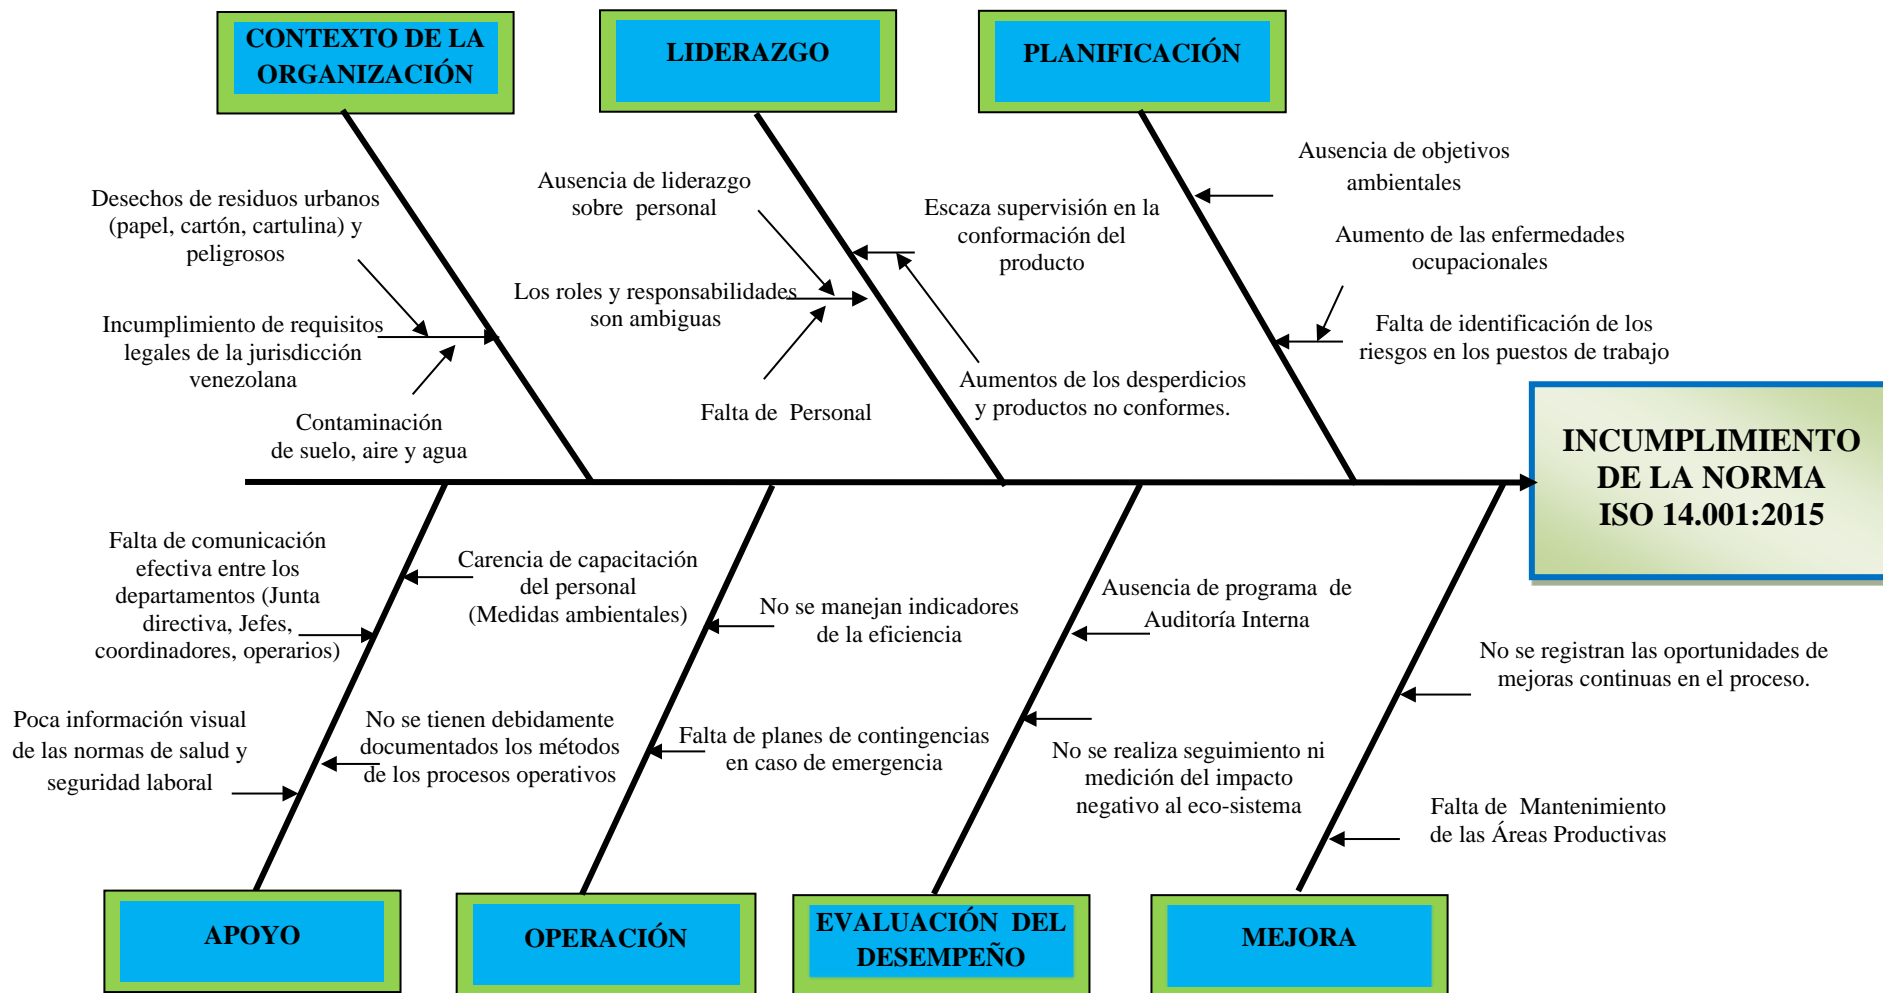 CONTEXTO DE LA
ORGANIZACIÓN
LIDERAZGO
PLANIFICACIÓN
Desechos de residuos urbanos
(papel, cartón, cartulina) y
peligrosos
Incumplimiento de requisitos
legales de la jurisdicción
venezolana
Contaminación
de suelo, aire y agua
Ausencia de liderazgo
sobre personal
Los roles y responsabilidades
son ambiguas
Falta de Personal
Escaza supervisión en la
conformación del
producto
Aumentos de los desperdicios
y productos no conformes.
Ausencia de objetivos
ambientales
Aumento de las enfermedades
ocupacionales
Falta de identificación de los
riesgos en los puestos de trabajo
INCUMPLIMIENTO
DE LA NORMA
ISO 14.001:2015
Falta de comunicación
efectiva entre los
departamentos (Junta
directiva, Jefes,
coordinadores, operarios)
Poca información visual
de las normas de salud y
seguridad laboral
Carencia de capacitación
del personal
(Medidas ambientales)
No se tienen debidamente
documentados los métodos
de los procesos operativos
No se manejan indicadores
de la eficiencia
Falta de planes de contingencias
en caso de emergencia
Ausencia de programa de
Auditoría Interna
No se realiza seguimiento ni
medición del impacto
negativo al eco-sistema
No se registran las oportunidades de
mejoras continuas en el proceso.
Falta de Mantenimiento
de las Áreas Productivas
APOYO
OPERACIÓN
EVALUACIÓN DEL
DESEMPEÑO
MEJORA